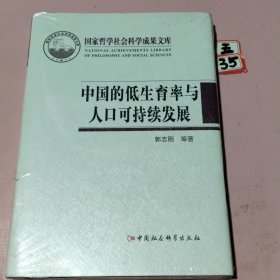 国家哲学社会科学成果文库
NATIONAL ACHIEVEMENTS LIBRARY
OF PHILOSOPHY AND SOCIAL SCIENCES
中国的低生育率与
人口可持续发展
郭志刚 等著
中国社会科学出版社
五
35